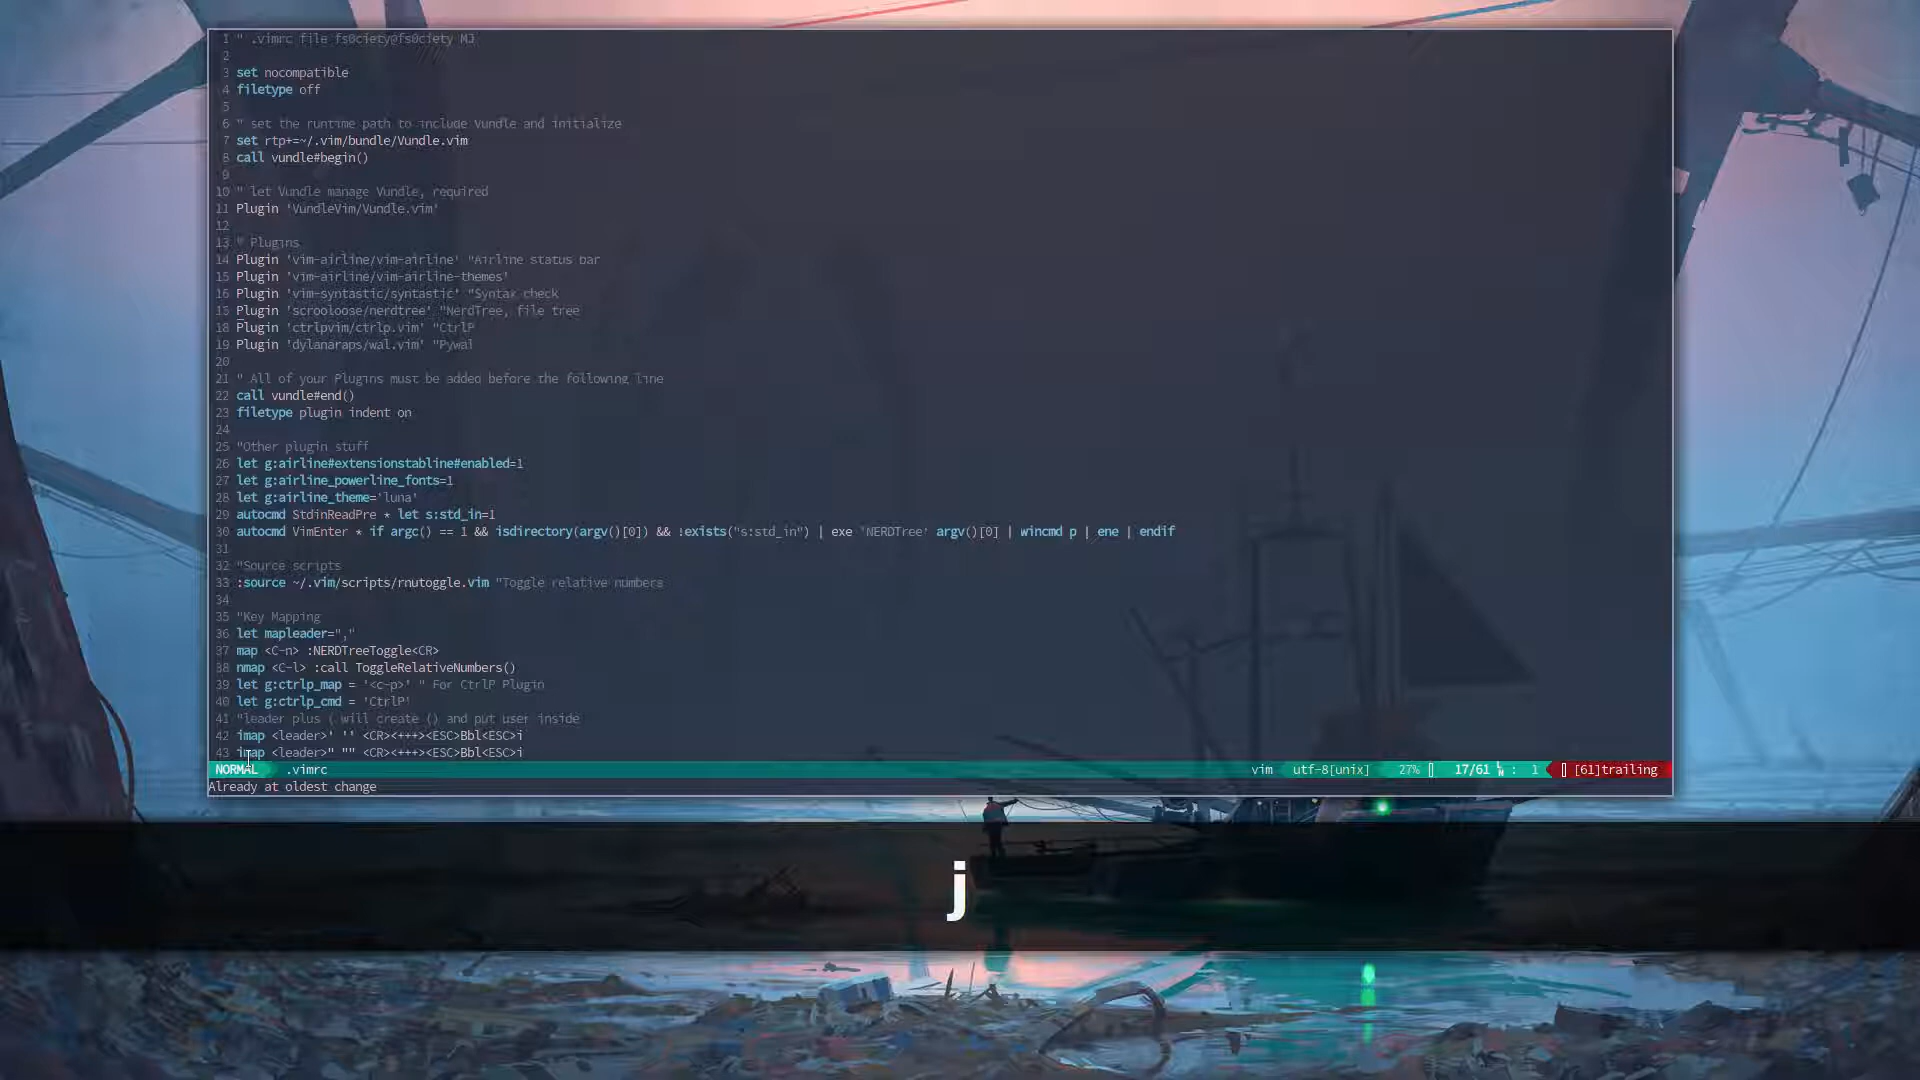 1 " .vimrc file fs0ciety@fs0ciety MJ
2
3 set nocompatible
4 filetype off
5
6 " set the runtime path to include Vundle and initialize
7 set rtp+=~/.vim/bundle/Vundle.vim
8 call vundle#begin()
9
10 " let Vundle manage Vundle, required
11 Plugin 'VundleVim/Vundle.vim'
12
13 " Plugins
14 Plugin 'vim-airline/vim-airline' "Airline status bar
15 Plugin 'vim-airline/vim-airline-themes'
16 Plugin 'vim-syntastic/syntastic' "Syntax check
15 Plugin 'scrooloose/nerdtree' "NerdTree, file tree
18 Plugin 'ctrlpvim/ctrlp.vim' "CtrlP
19 Plugin 'dylanaraps/wal.vim' "Pywal
20
21 " All of your Plugins must be added before the following line
22 call vundle#end()
23 filetype plugin indent on
24
25 "Other plugin stuff
26 let g:airline#extensionstabline#enabled=1
27 let g:airline_powerline_fonts=1
28 let g:airline_theme='luna'
29 autocmd StdinReadPre * let s:std_in=1
30 autocmd VimEnter * if argc() == 1 && isdirectory(argv()[0]) && !exists("s:std_in") | exe 'NERDTree' argv()[0] | wincmd p | ene | endif
31
32 "Source scripts
33 :source ~/.vim/scripts/rnutoggle.vim "Toggle relative numbers
34
35 "Key Mapping
36 let mapleader=","
37 map <C-n> :NERDTreeToggle<CR>
38 nmap <C-l> :call ToggleRelativeNumbers()
39 let g:ctrlp_map = '<c-p>' " For CtrlP Plugin
40 let g:ctrlp_cmd = 'CtrlP'
41 "leader plus ( will create () and put user inside
42 imap <leader>' '' <CR><+++><ESC>Bbl<ESC>i
43 imap <leader>" "" <CR><+++><ESC>Bbl<ESC>i
NORMAL .vimrc vim utf-8[unix] 27% 17/61 LN : 1 [61]trailing
Already at oldest change
j